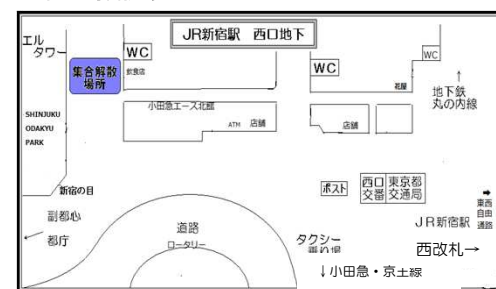 JR新宿駅 西口地下
エル
タワー
WC
WC
WC
集合解散
場所
飲食店
花屋
↑
地下鉄
丸の内線
小田急エース北館
ATM 店舗
店舗
SHINJUKU
ODAKYU
PARK
新宿の目
ポスト
西口
交番
東京都
交通局
→
東西
自由
通路
副都心
←
都庁
道路
ロータリー
タクシー
JR新宿駅
西改札→
↓小田急・京王線